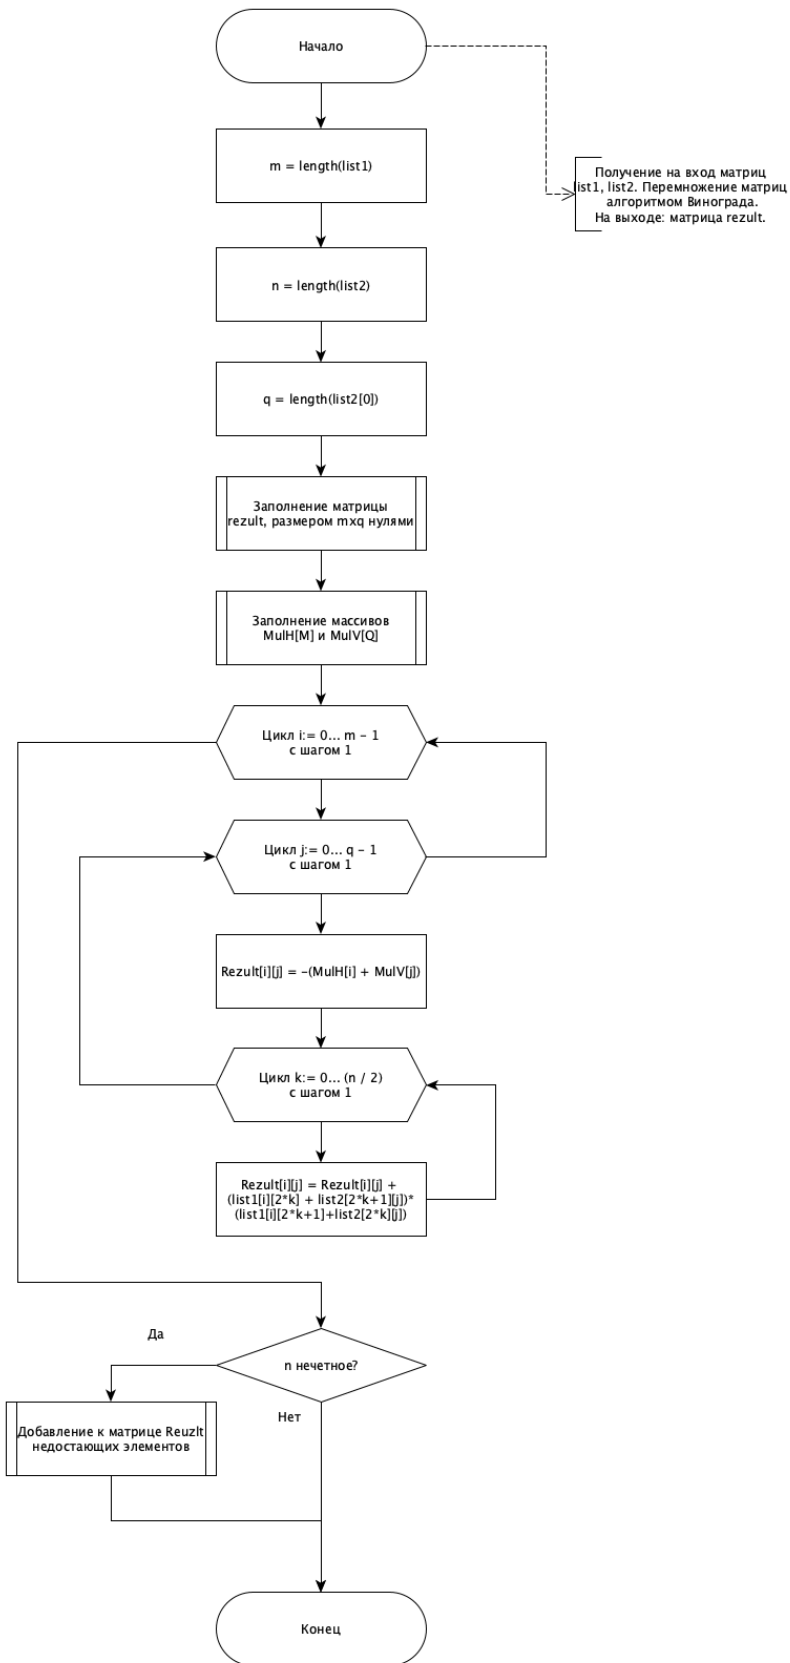 Начало
Получение на вход матриц
list1, list2. Перемножение матриц
алгоритмом Винограда.
На выходе: матрица rezult.
m = length(list1)
n = length(list2)
q = length(list2[0])
Заполнение матрицы
rezult, размером mxq нулями
Заполнение массивов
MulH[M] и MulV[Q]
Цикл i:= 0... m - 1
с шагом 1
Цикл j:= 0... q - 1
с шагом 1
Rezult[i][j] = -(MulH[i] + MulV[j])
Цикл k:= 0... (n / 2)
с шагом 1
Rezult[i][j] = Rezult[i][j] +
(list1[i][2*k] + list2[2*k+1][j])*
(list1[i][2*k+1]+list2[2*k][j])
Да
n нечетное?
Нет
Добавление к матрице Reuzlt
недостающих элементов
Конец